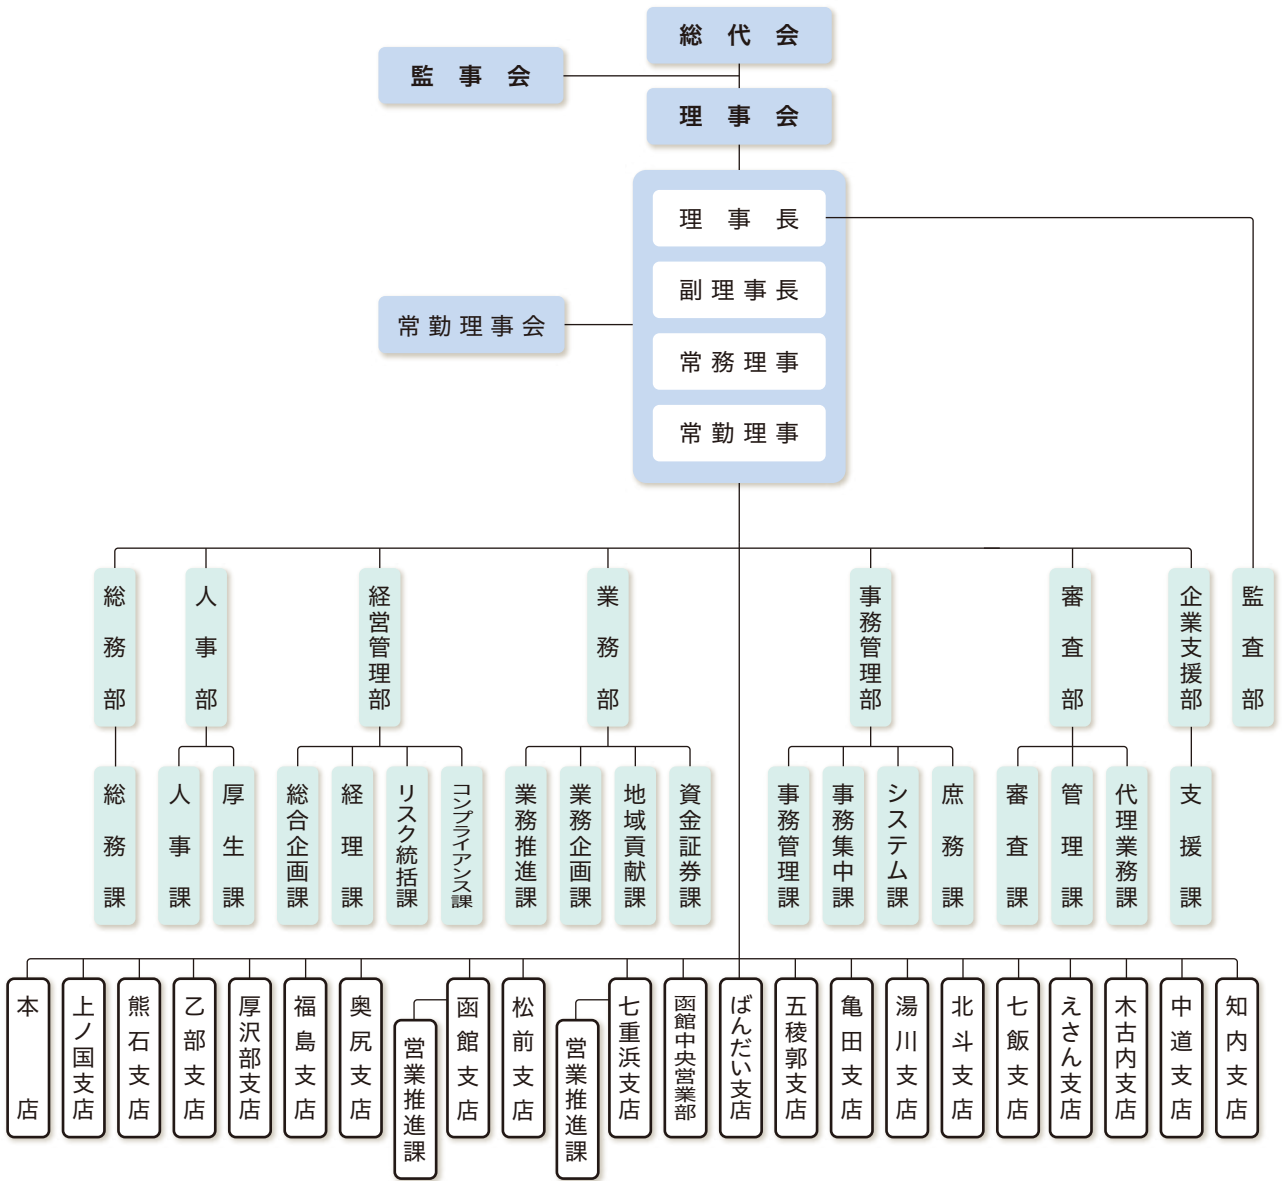 総代会
監事会
理事会
理事長
副理事長
常勤理事会
常務理事
常勤理事
総務部
人事部
経営管理部
業務部
事務管理部
審査部
企業支援部
監査部
総務課
人事課
厚生課
総合企画課
経理課
リスク統括課
コンプライアンス課
業務推進課
業務企画課
地域貢献課
資金証券課
事務管理課
事務集中課
システム課
庶務課
審査課
管理課
代理業務課
支援課
本店
上ノ国支店
熊石支店
乙部支店
厚沢部支店
福島支店
奥尻支店
営業推進課
函館支店
松前支店
営業推進課
七重浜支店
函館中央営業部
ばんだい支店
五稜郭支店
亀田支店
湯川支店
北斗支店
七飯支店
えさん支店
木古内支店
中道支店
知内支店